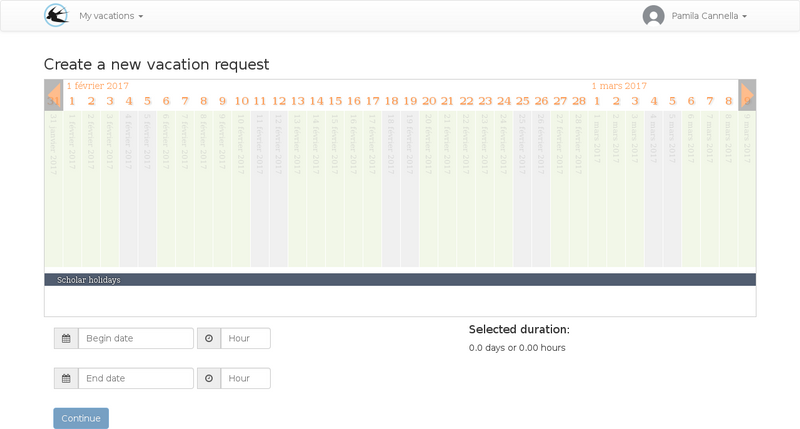 My vacations
Pamila Cannella
Create a new vacation request
1 février 2017 1 mars 2017
31 1 2 3 4 5 6 7 8 9 10 11 12 13 14 15 16 17 18 19 20 21 22 23 24 25 26 27 28 1 2 3 4 5 6 7 8 9
31 janvier 2017
1 février 2017
2 février 2017
3 février 2017
4 février 2017
5 février 2017
6 février 2017
7 février 2017
8 février 2017
9 février 2017
10 février 2017
11 février 2017
12 février 2017
13 février 2017
14 février 2017
15 février 2017
16 février 2017
17 février 2017
18 février 2017
19 février 2017
20 février 2017
21 février 2017
22 février 2017
23 février 2017
24 février 2017
25 février 2017
26 février 2017
27 février 2017
28 février 2017
1 mars 2017
2 mars 2017
3 mars 2017
4 mars 2017
5 mars 2017
6 mars 2017
7 mars 2017
8 mars 2017
9 mars 2017
Scholar holidays
Begin date Hour
Selected duration:
0.0 days or 0.00 hours
End date Hour
Continue